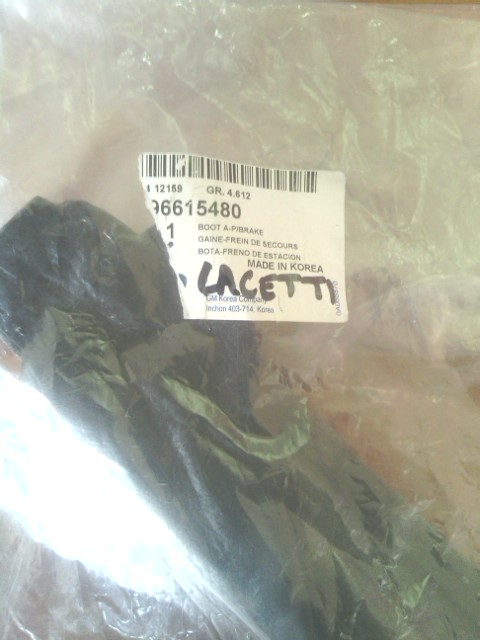 4 12159 GR. 4.612
96615480
1
BOOT A-P/BRAKE
GAINE-FREIN DE SECOURS
BOTA-FRENO DE ESTACION
MADE IN KOREA
LACETTI
GM Korea Company
Inchon 403-714, Korea